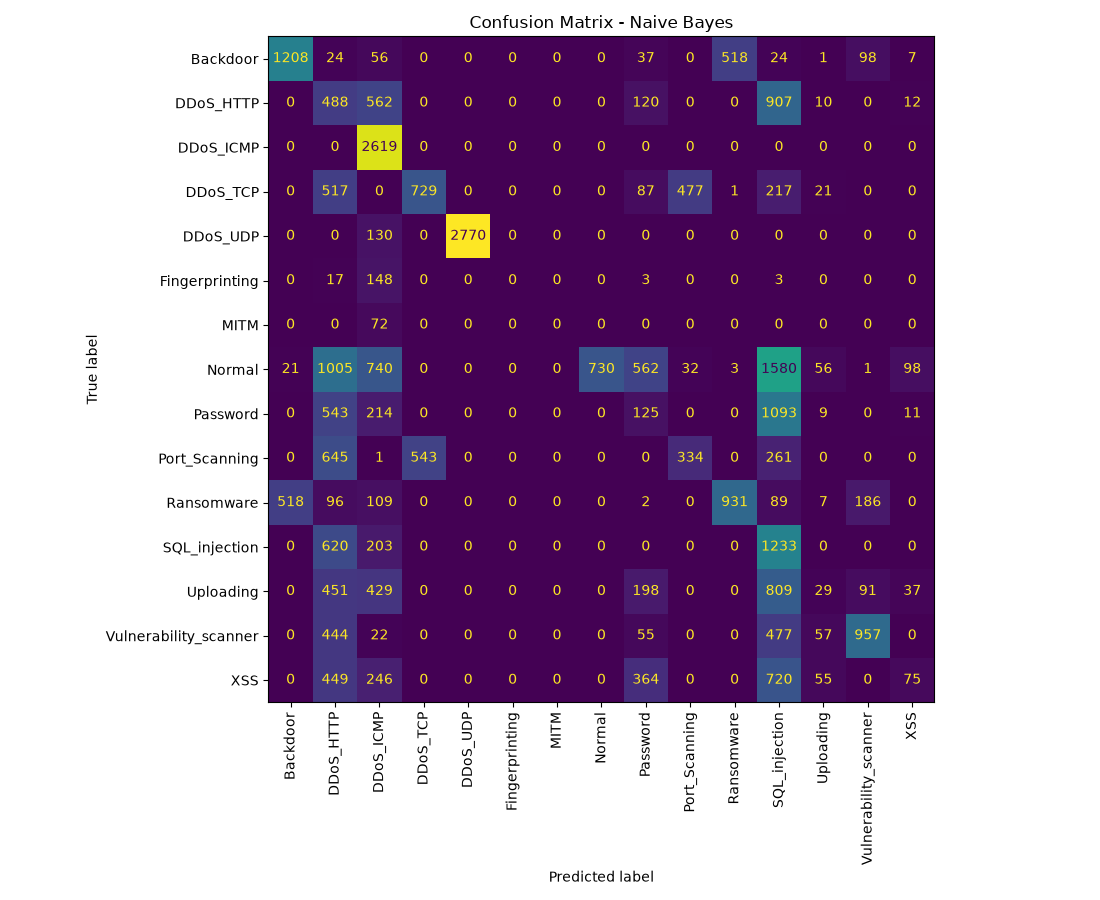 Confusion Matrix - Naive Bayes
Backdoor 1208 24 56 0 0 0 0 0 37 0 518 24 1 98 7
DDoS_HTTP 0 488 562 0 0 0 0 0 120 0 0 907 10 0 12
DDoS_ICMP 0 0 2619 0 0 0 0 0 0 0 0 0 0 0 0
DDoS_TCP 0 517 0 729 0 0 0 0 87 477 1 217 21 0 0
DDoS_UDP 0 0 130 0 2770 0 0 0 0 0 0 0 0 0 0
Fingerprinting 0 17 148 0 0 0 0 0 3 0 0 3 0 0 0
MITM 0 0 72 0 0 0 0 0 0 0 0 0 0 0 0
Normal 21 1005 740 0 0 0 0 730 562 32 3 1580 56 1 98
Password 0 543 214 0 0 0 0 0 125 0 0 1093 9 0 11
Port_Scanning 0 645 1 543 0 0 0 0 0 334 0 261 0 0 0
Ransomware 518 96 109 0 0 0 0 0 2 0 931 89 7 186 0
SQL_injection 0 620 203 0 0 0 0 0 0 0 0 1233 0 0 0
Uploading 0 451 429 0 0 0 0 0 198 0 0 809 29 91 37
Vulnerability_scanner 0 444 22 0 0 0 0 0 55 0 0 477 57 957 0
XSS 0 449 246 0 0 0 0 0 364 0 0 720 55 0 75
True label
Backdoor DDoS_HTTP DDoS_ICMP DDoS_TCP DDoS_UDP Fingerprinting MITM Normal Password Port_Scanning Ransomware SQL_injection Uploading Vulnerability_scanner XSS
Predicted label